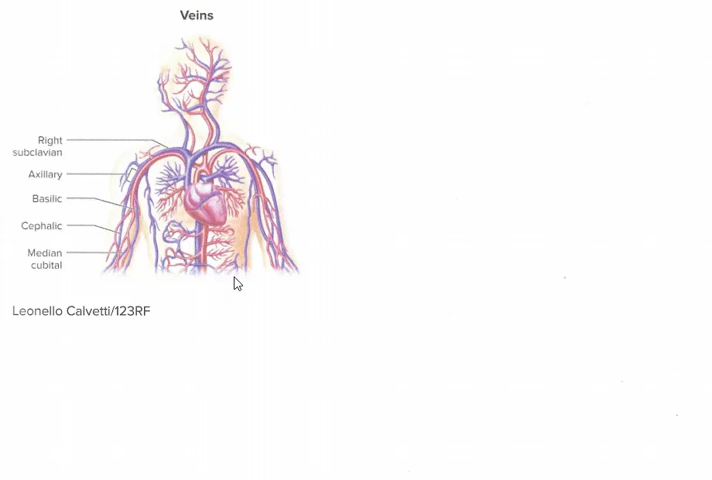 Veins
Right
subclavian
Axillary
Basilic
Cephalic
Median
cubital
Leonello Calvetti/123RF